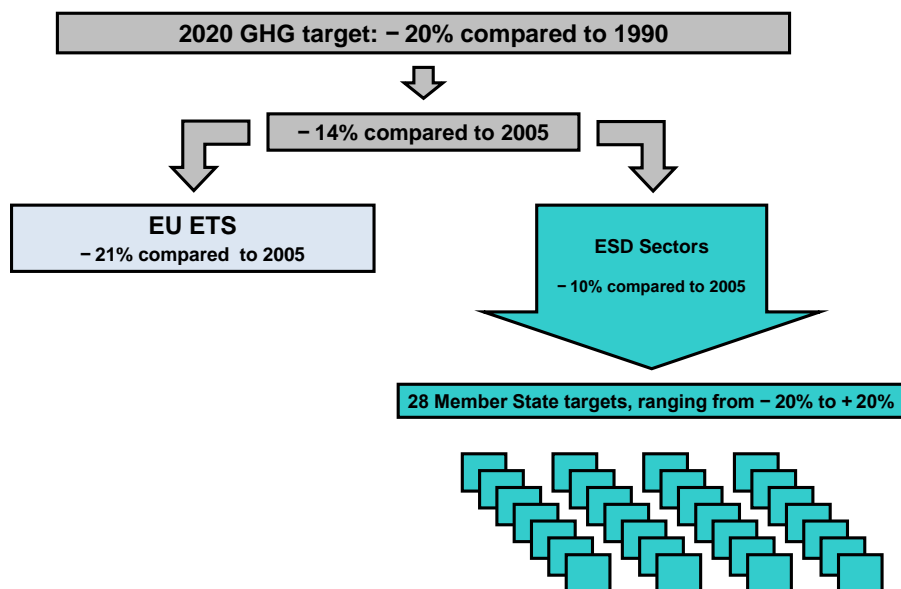 2020 GHG target: − 20% compared to 1990
− 14% compared to 2005
EU ETS
− 21% compared to 2005
ESD Sectors
− 10% compared to 2005
28 Member State targets, ranging from − 20% to + 20%